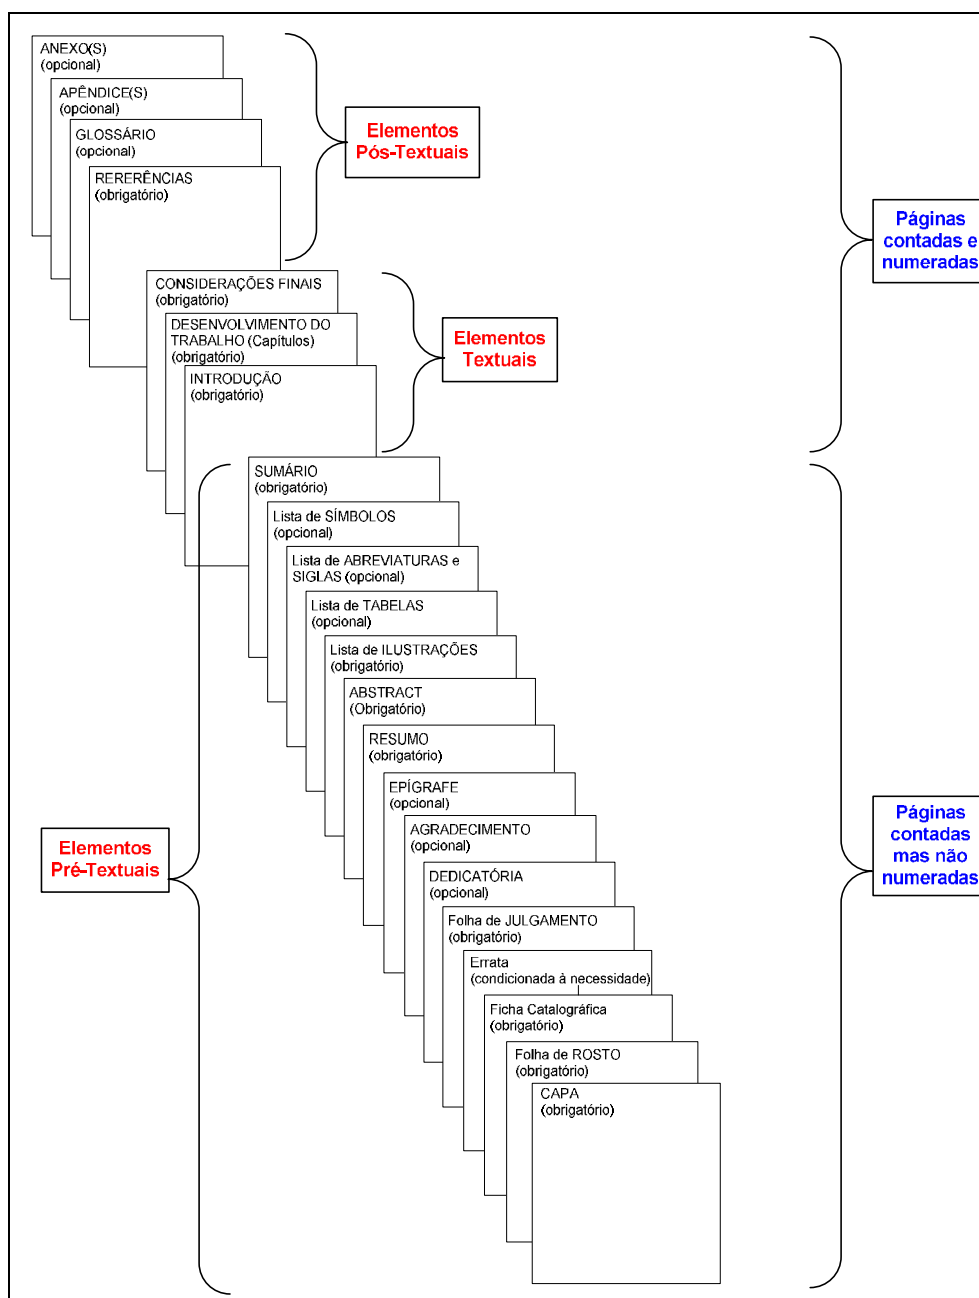 ANEXO(S)
(opcional)
APÊNDICE(S)
(opcional)
GLOSSÁRIO
(opcional)
RERERÊNCIAS
(obrigatório)
Elementos
Pós-Textuais
Páginas
contadas e
numeradas
CONSIDERAÇÕES FINAIS
(obrigatório)
DESENVOLVIMENTO DO
TRABALHO (Capítulos)
(obrigatório)
INTRODUÇÃO
(obrigatório)
Elementos
Textuais
SUMÁRIO
(obrigatório)
Lista de SÍMBOLOS
(opcional)
Lista de ABREVIATURAS e
SIGLAS (opcional)
Lista de TABELAS
(opcional)
Lista de ILUSTRAÇÕES
(obrigatório)
ABSTRACT
(Obrigatório)
RESUMO
(obrigatório)
EPÍGRAFE
(opcional)
AGRADECIMENTO
(opcional)
DEDICATÓRIA
(opcional)
Folha de JULGAMENTO
(obrigatório)
Errata
(condicionada à necessidade)
Ficha Catalográfica
(obrigatório)
Folha de ROSTO
(obrigatório)
CAPA
(obrigatório)
Elementos
Pré-Textuais
Páginas
contadas
mas não
numeradas